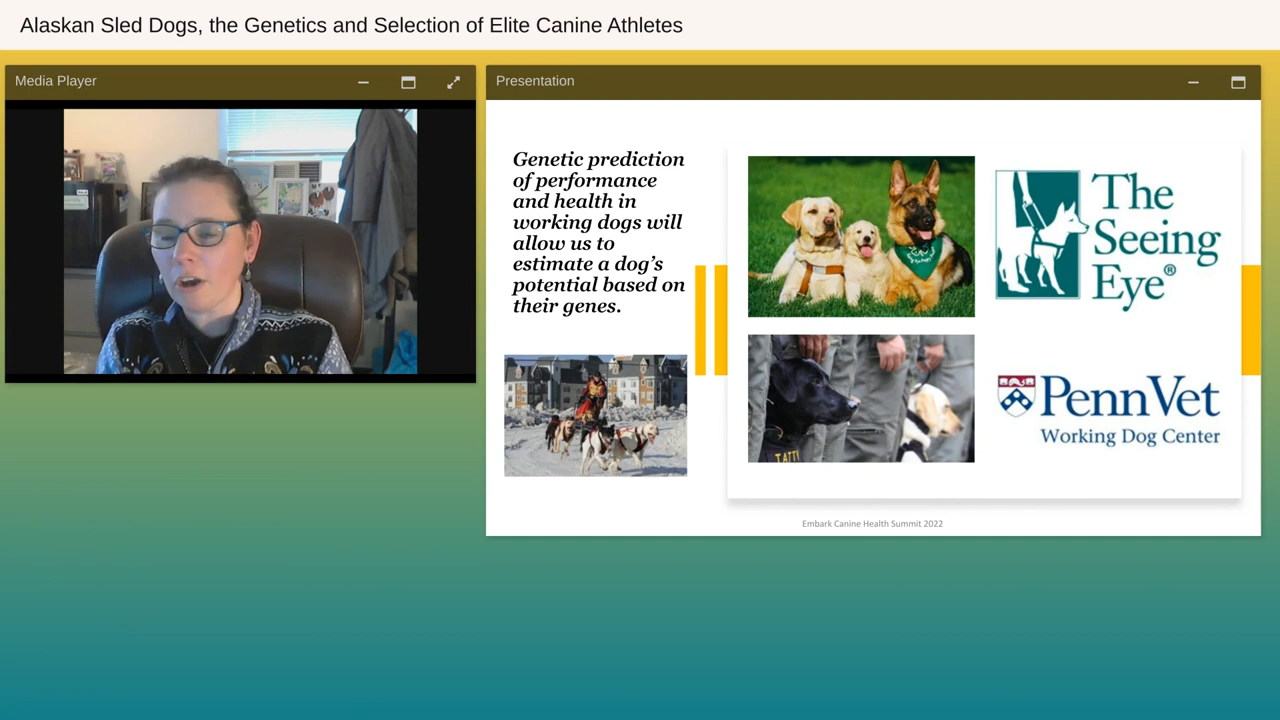 Alaskan Sled Dogs, the Genetics and Selection of Elite Canine Athletes
Media Player
Presentation
Genetic prediction
of performance
and health in
working dogs will
allow us to
estimate a dog’s
potential based on
their genes.
The
Seeing
Eye®
TATTI
PennVet
Working Dog Center
Embark Canine Health Summit 2022